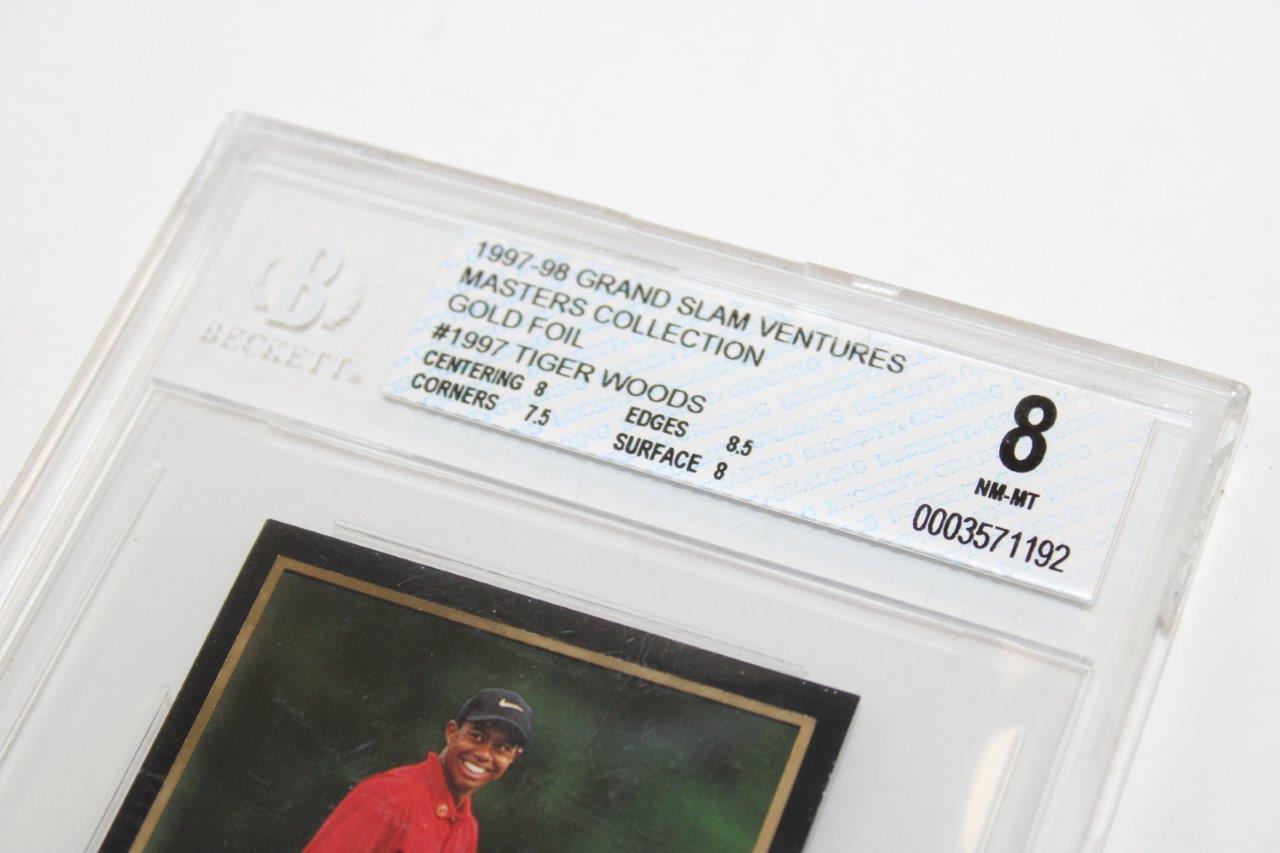 B
BECKETT
1997-98 GRAND SLAM VENTURES
MASTERS COLLECTION
GOLD FOIL
#1997 TIGER WOODS
CENTERING 8 EDGES 8.5
CORNERS 7.5 SURFACE 8
8
NM-MT
0003571192